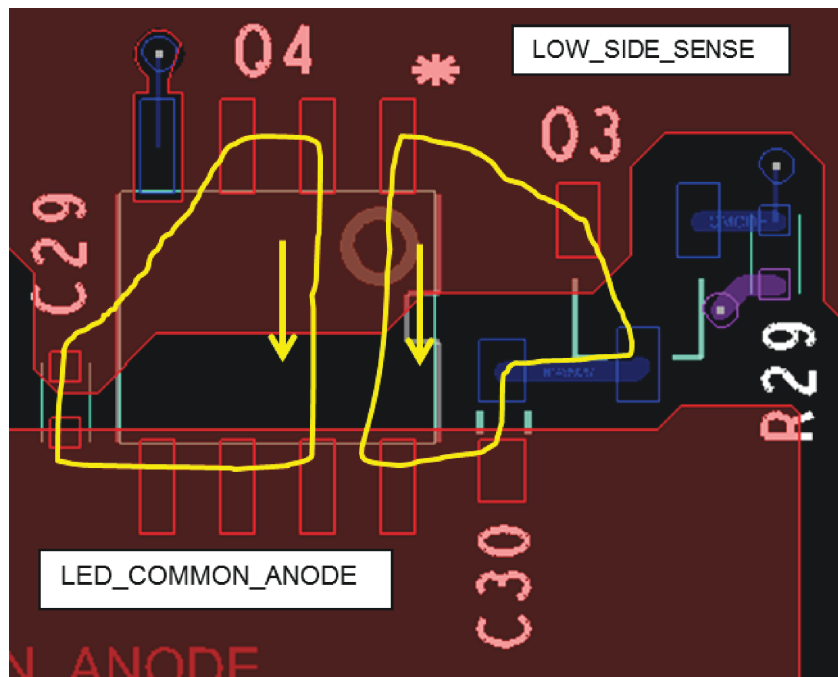 Q4
*
LOW_SIDE_SENSE
Q3
C29
R29
LED_COMMON_ANODE
C30
N_ANODE